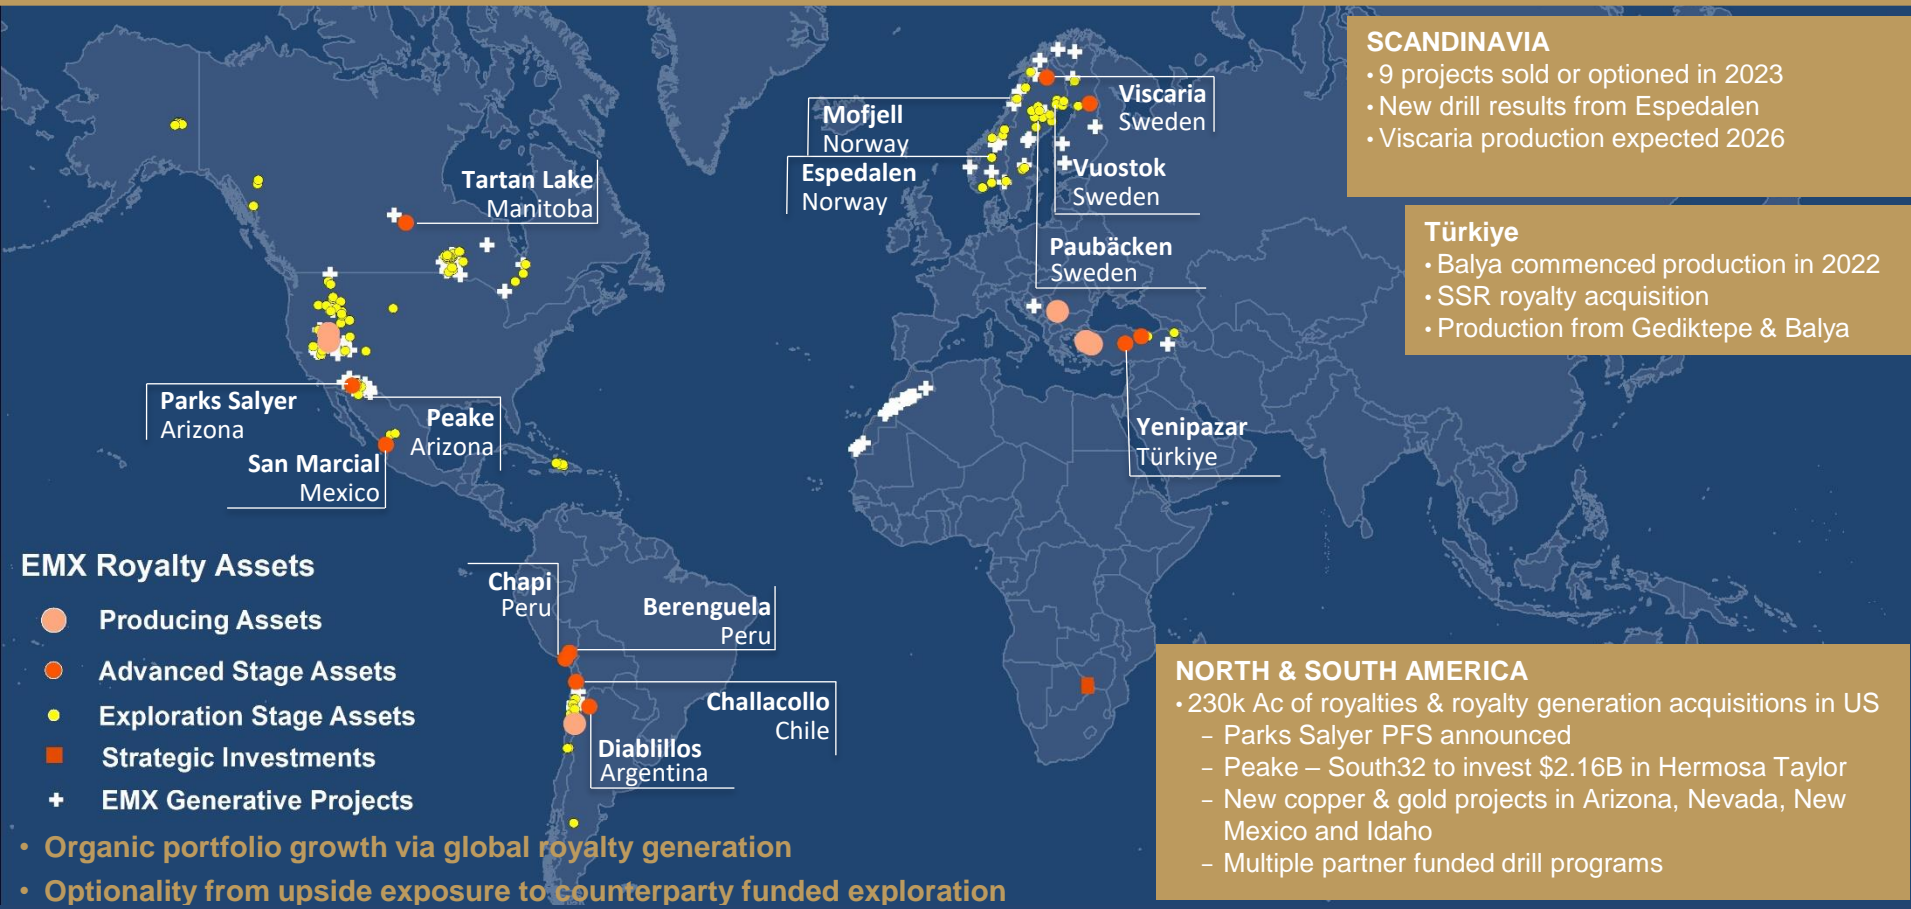 SCANDINAVIA
• 9 projects sold or optioned in 2023
• New drill results from Espedalen
• Viscaria production expected 2026
Türkiye
• Balya commenced production in 2022
• SSR royalty acquisition
• Production from Gediktepe & Balya
Mofjell
Norway
Espedalen
Norway
Viscaria
Sweden
Vuostok
Sweden
Paubäcken
Sweden
Tartan Lake
Manitoba
Parks Salyer
Arizona
Peake
Arizona
San Marcial
Mexico
Yenipazar
Türkiye
Chapi
Peru
Berenguela
Peru
Challacollo
Chile
Diablillos
Argentina
EMX Royalty Assets
Producing Assets
Advanced Stage Assets
Exploration Stage Assets
Strategic Investments
EMX Generative Projects
• Organic portfolio growth via global royalty generation
• Optionality from upside exposure to counterparty funded exploration
NORTH & SOUTH AMERICA
• 230k Ac of royalties & royalty generation acquisitions in US
– Parks Salyer PFS announced
– Peake – South32 to invest $2.16B in Hermosa Taylor
– New copper & gold projects in Arizona, Nevada, New
Mexico and Idaho
– Multiple partner funded drill programs